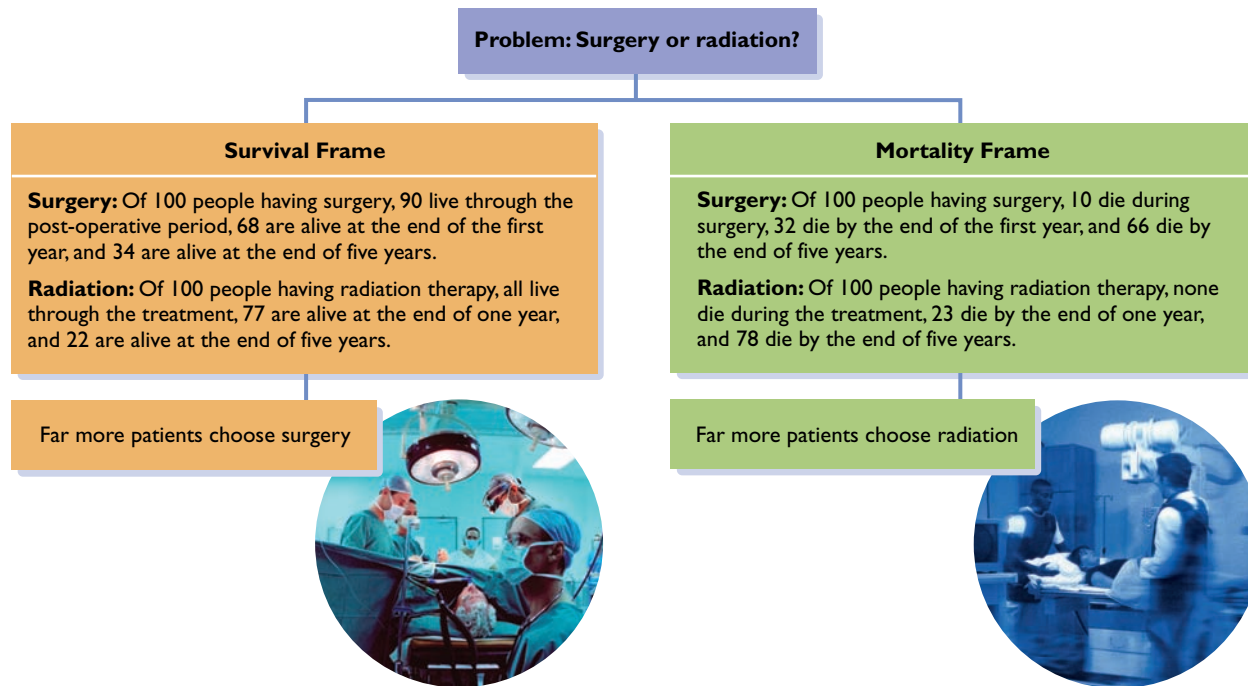 Problem: Surgery or radiation?
Survival Frame
Surgery: Of 100 people having surgery, 90 live through the
post-operative period, 68 are alive at the end of the first
year, and 34 are alive at the end of five years.
Radiation: Of 100 people having radiation therapy, all live
through the treatment, 77 are alive at the end of one year,
and 22 are alive at the end of five years.
Far more patients choose surgery
Mortality Frame
Surgery: Of 100 people having surgery, 10 die during
surgery, 32 die by the end of the first year, and 66 die by
the end of five years.
Radiation: Of 100 people having radiation therapy, none
die during the treatment, 23 die by the end of one year,
and 78 die by the end of five years.
Far more patients choose radiation